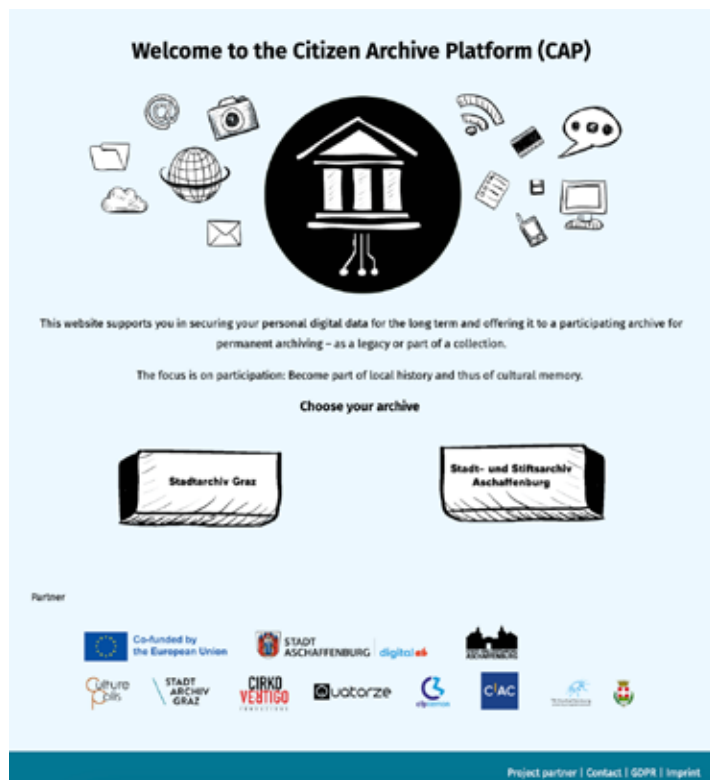 Welcome to the Citizen Archive Platform (CAP)
This website supports you in securing your personal digital data for the long term and offering it to a participating archive for
permanent archiving – as a legacy or part of a collection.
The focus is on participation: Become part of local history and thus of cultural memory.
Choose your archive
Stadtarchiv Graz
Stadt- und Stiftsarchiv
Aschaffenburg
Partner
Co-funded by
the European Union
STADT
ASCHAFFENBURG
digital
ASCHAFFENBURG
Culture
Polis
STADT
ARCHIV
GRAZ
CIRKO
VERTIGO
Quatorze
CIAC
Project partner | Contact | GDPR | Imprint